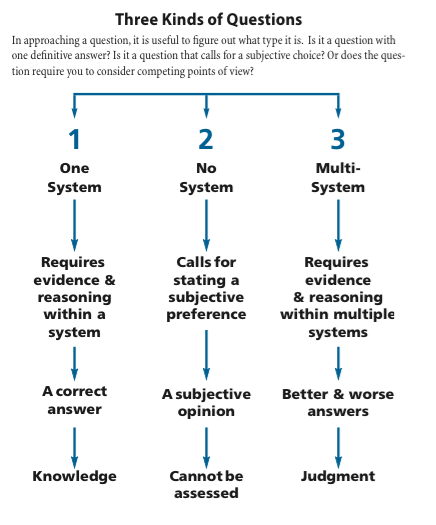 Three Kinds of Questions
In approaching a question, it is useful to figure out what type it is. Is it a question with
one definitive answer? Is it a question that calls for a subjective choice? Or does the ques-
tion require you to consider competing points of view?
1
One
System
Requires
evidence &
reasoning
within a
system
A correct
answer
Knowledge
2
No
System
Calls for
stating a
subjective
preference
A subjective
opinion
Cannot be
assessed
3
Multi-
System
Requires
evidence
& reasoning
within multiple
systems
Better & worse
answers
Judgment